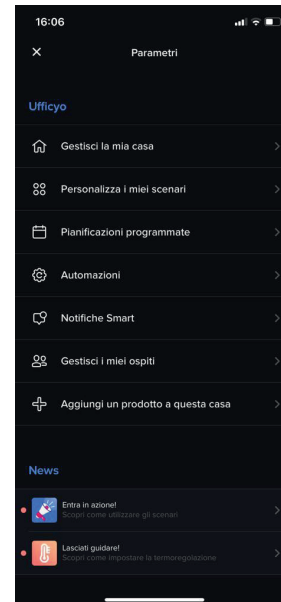 16:06
Parametri
Ufficyo
Gestisci la mia casa
Personalizza i miei scenari
Pianificazioni programmate
Automazioni
Notifiche Smart
Gestisci i miei ospiti
Aggiungi un prodotto a questa casa
News
Entra in azione!
Scopri come utilizzare gli scenari
Lasciati guidare!
Scopri come impostare la termoregolazione